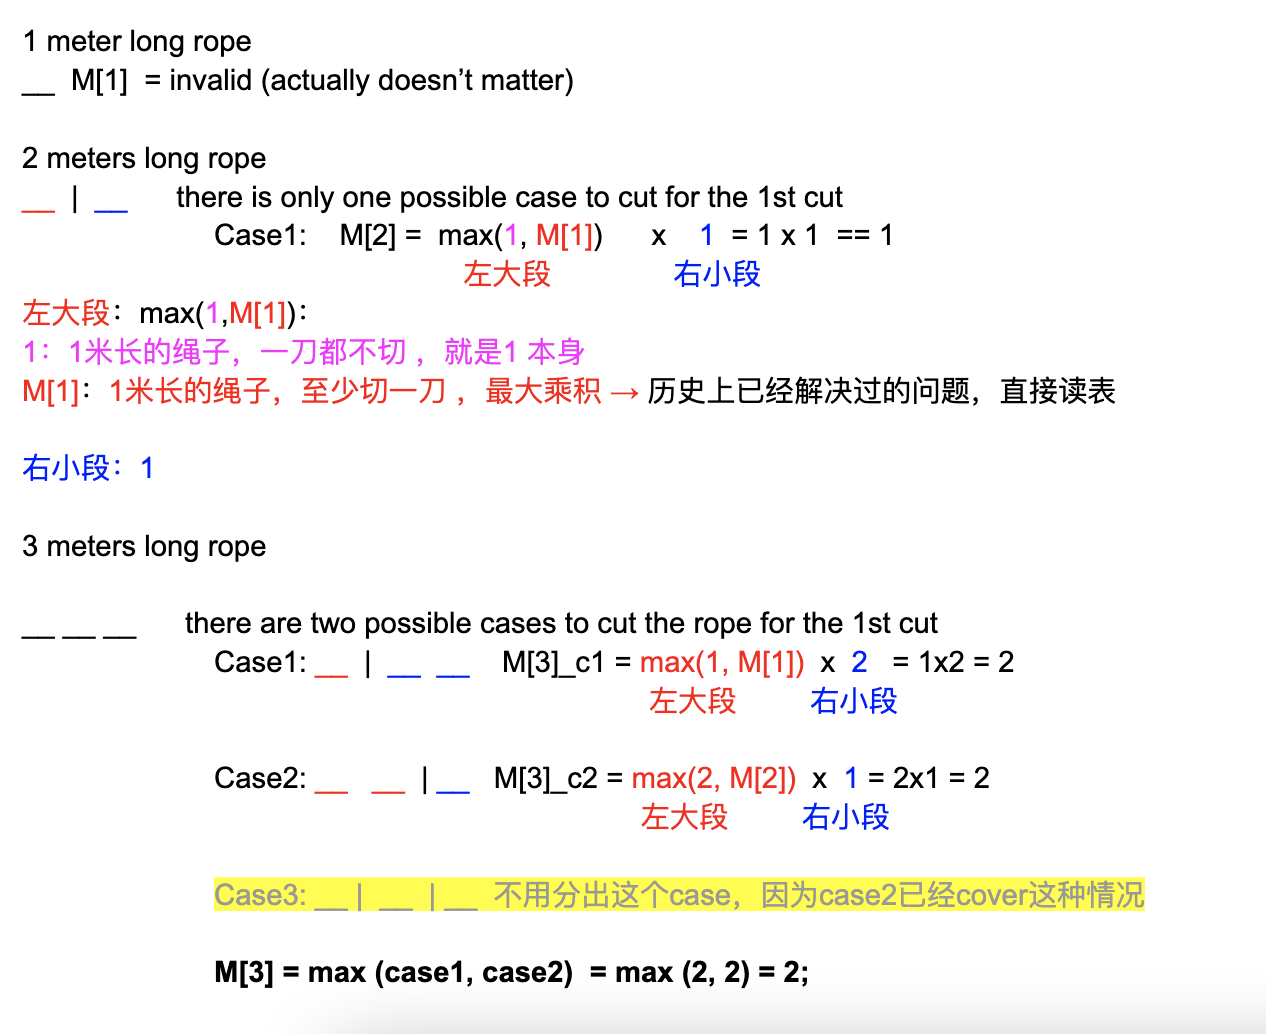 1 meter long rope
__ M[1] = invalid (actually doesn’t matter)
2 meters long rope
__ | __ there is only one possible case to cut for the 1st cut
Case1: M[2] = max(1, M[1]) x 1 = 1 x 1 == 1
左大段 右小段
左大段：max(1,M[1])：
1：1米长的绳子，一刀都不切 ，就是1 本身
M[1]：1米长的绳子，至少切一刀 ，最大乘积 → 历史上已经解决过的问题，直接读表
右小段：1
3 meters long rope
__ __ __ there are two possible cases to cut the rope for the 1st cut
Case1: __ | __ __ M[3]_c1 = max(1, M[1]) x 2 = 1x2 = 2
左大段 右小段
Case2: __ __ | __ M[3]_c2 = max(2, M[2]) x 1 = 2x1 = 2
左大段 右小段
Case3: __ | __ | __ 不用分出这个case，因为case2已经cover这种情况
M[3] = max (case1, case2) = max (2, 2) = 2;